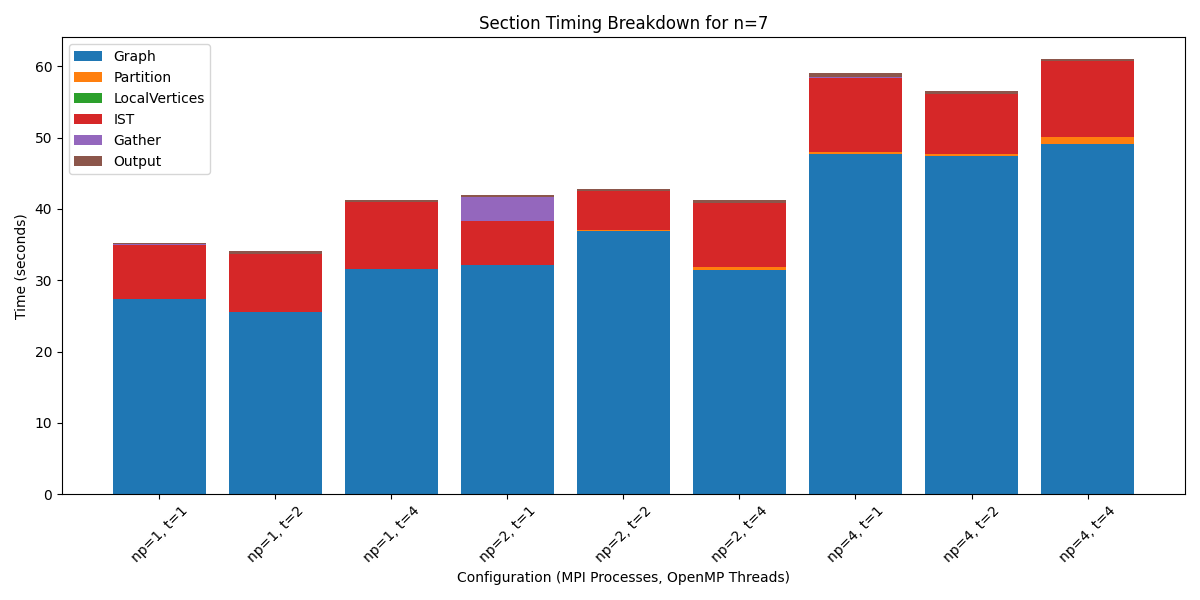 Section Timing Breakdown for n=7
Graph
Partition
LocalVertices
IST
Gather
Output
Time (seconds)
60
50
40
30
20
10
0
np=1, t=1
np=1, t=2
np=1, t=4
np=2, t=1
np=2, t=2
np=2, t=4
np=4, t=1
np=4, t=2
np=4, t=4
Configuration (MPI Processes, OpenMP Threads)